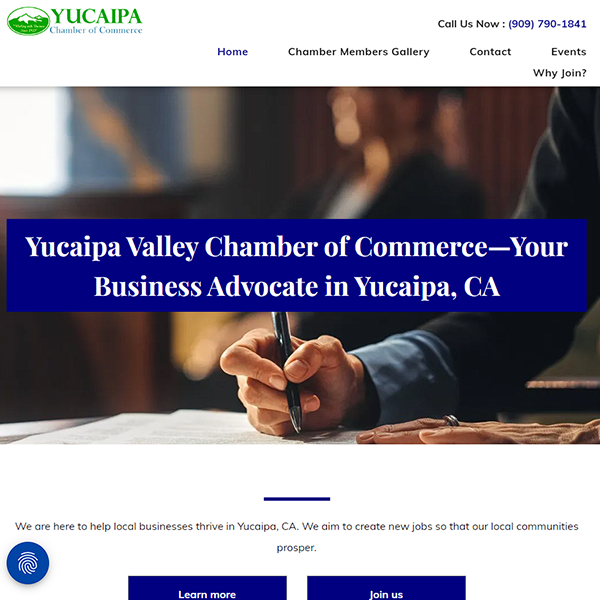 YUCAIPA
Chamber of Commerce
Call Us Now : (909) 790-1841
Home Chamber Members Gallery Contact Events
Why Join?
Yucaipa Valley Chamber of Commerce—Your
Business Advocate in Yucaipa, CA
We are here to help local businesses thrive in Yucaipa, CA. We aim to create new jobs so that our local communities
prosper.
Learn more Join us